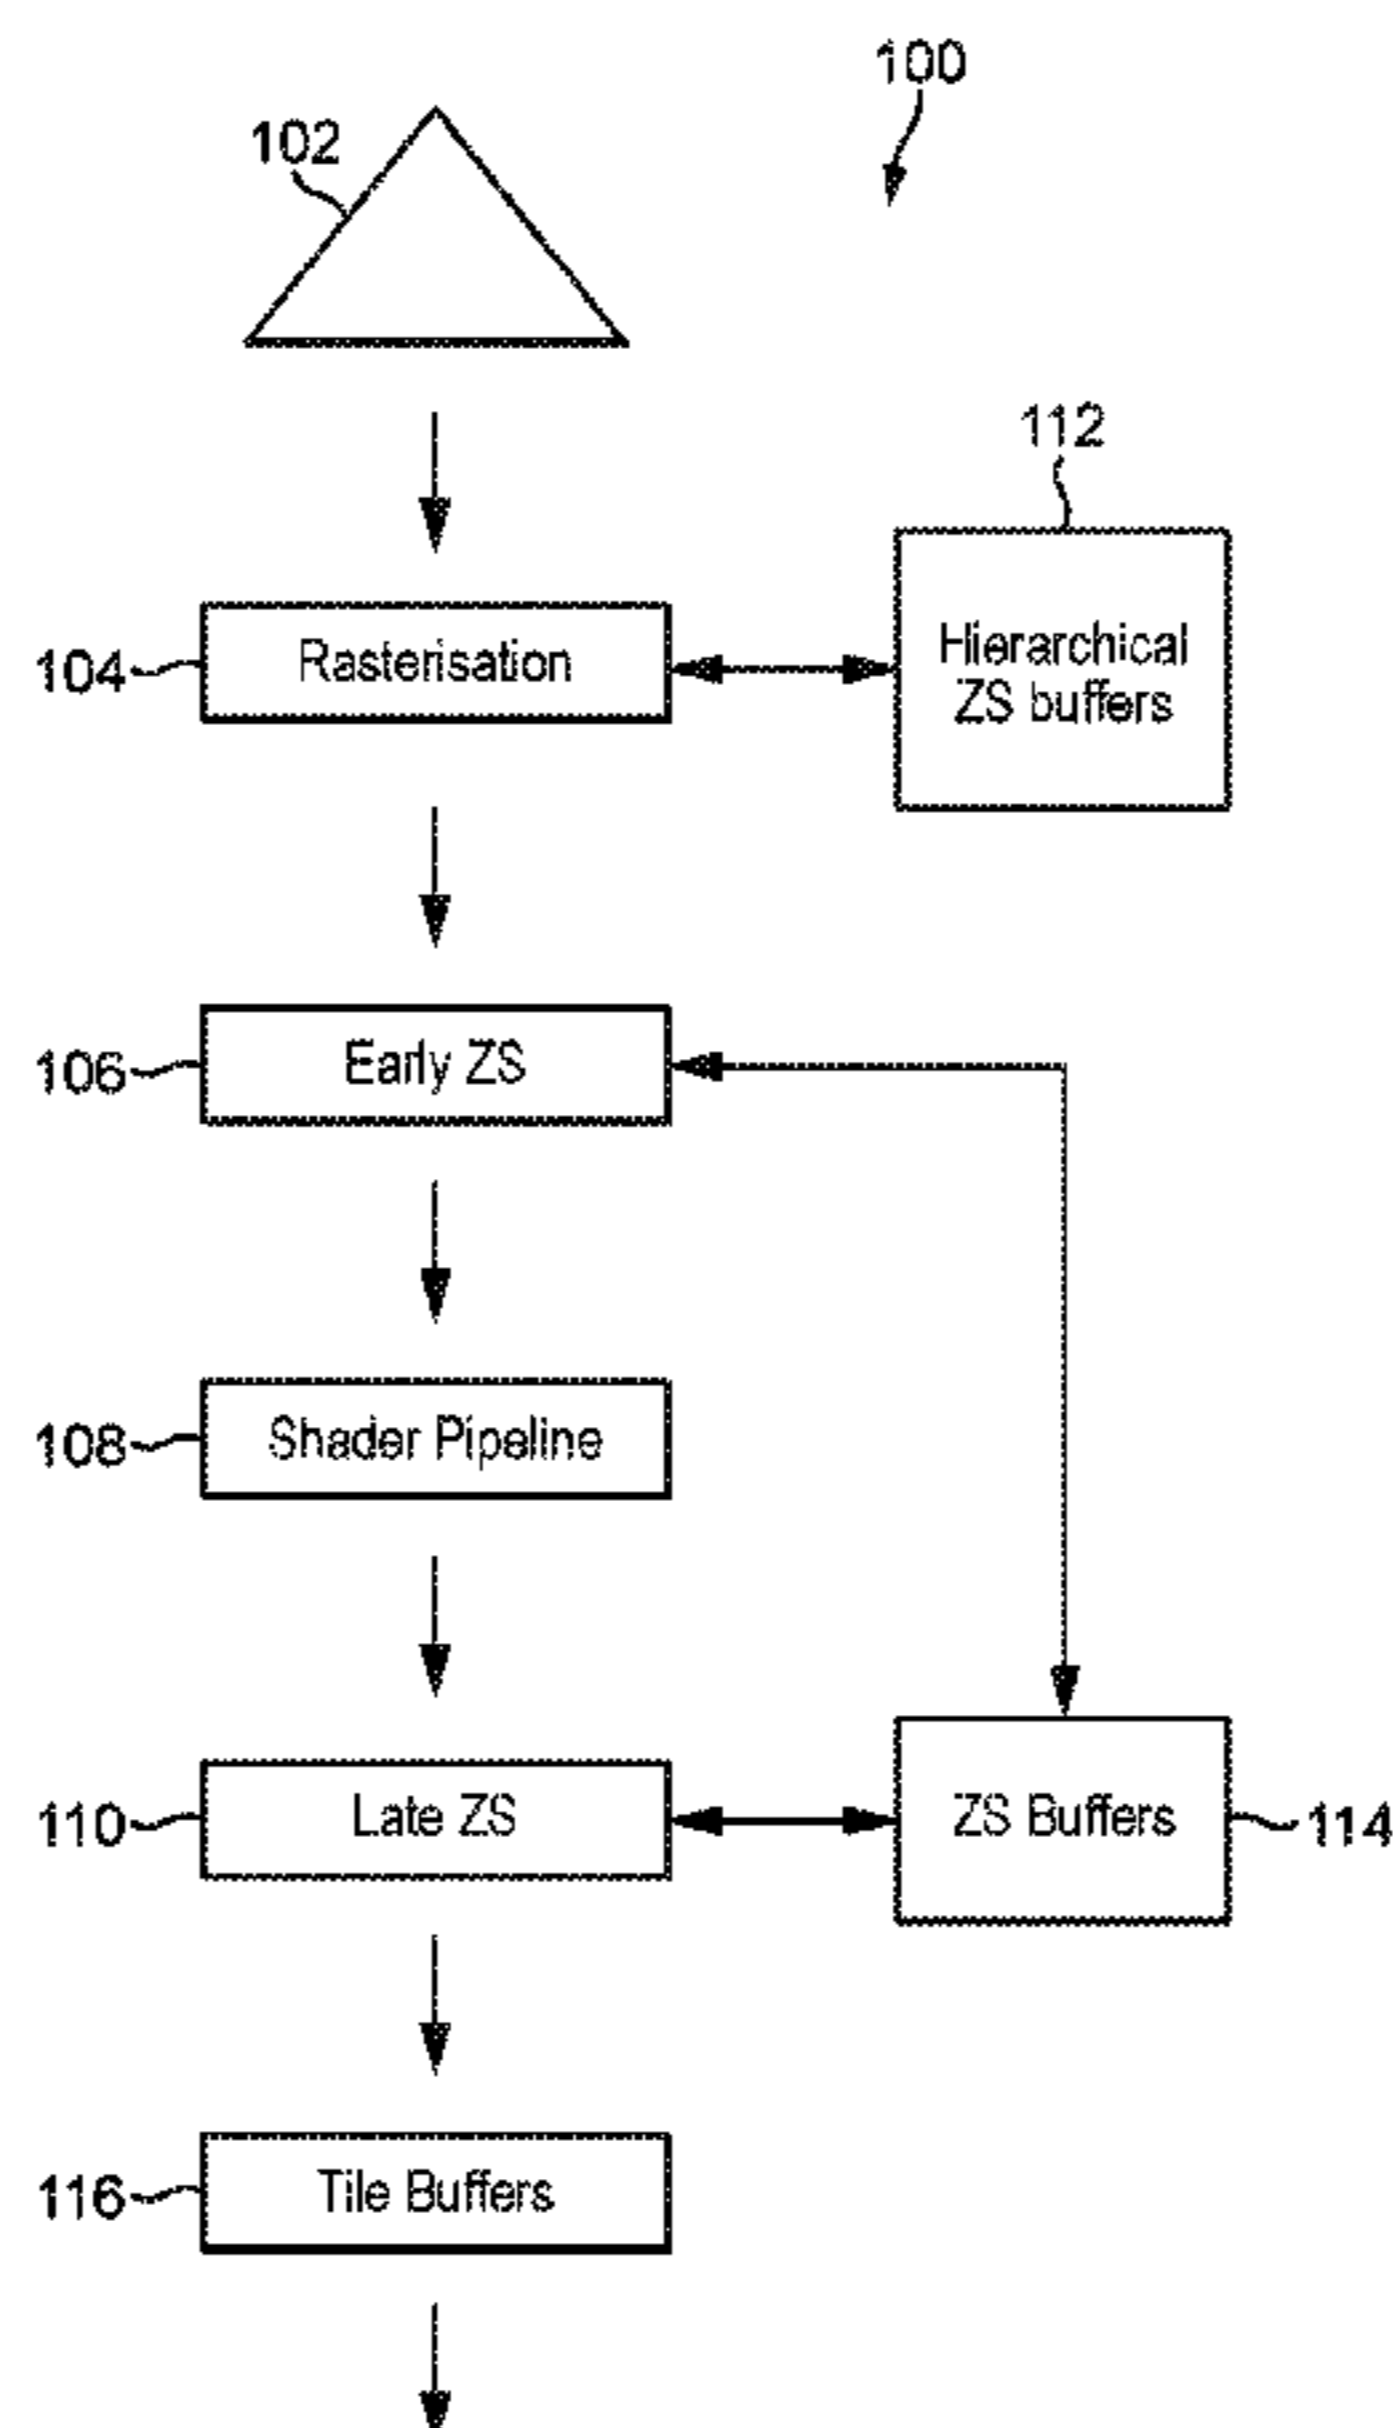 100
102
112
104
Rasterisation
Hierarchical
ZS buffers
106
Early ZS
108
Shader Pipeline
110
Late ZS
ZS Buffers
114
116
Tile Buffers